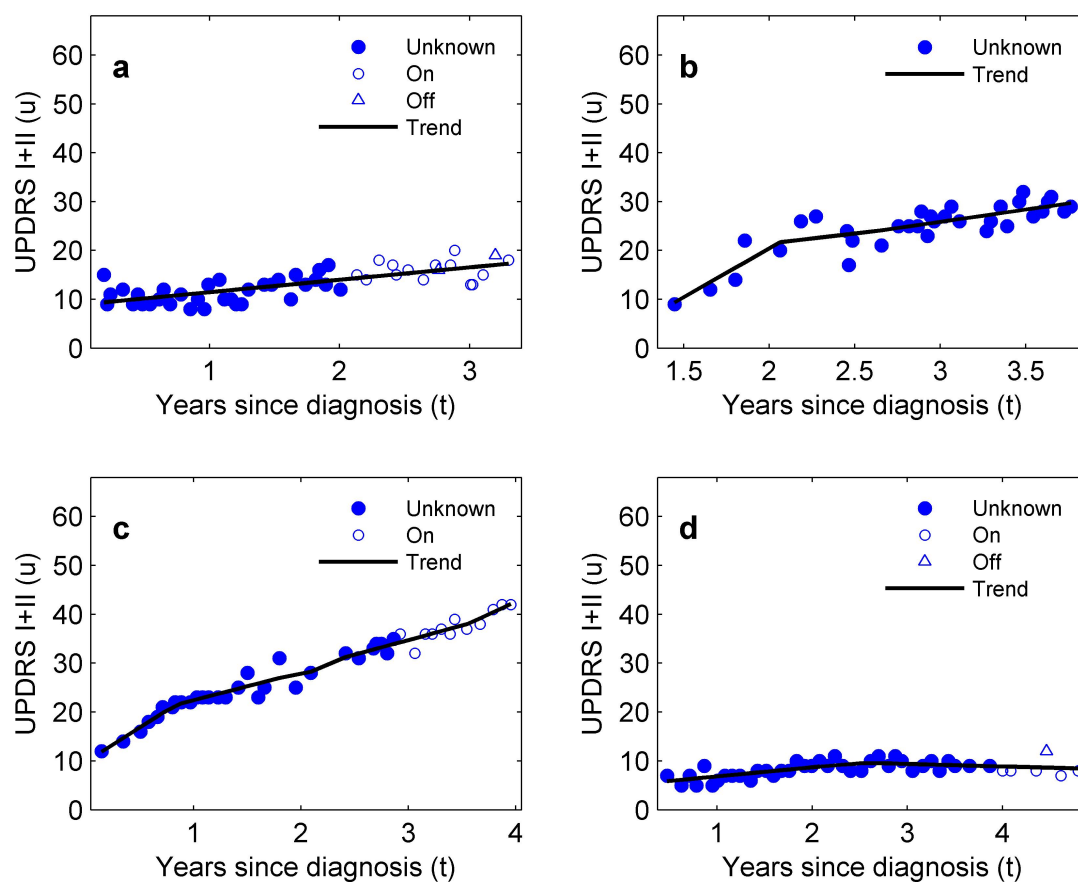 a
UPDRS I+II (u)
60
50
40
30
20
10
0
1
2
3
Years since diagnosis (t)
Unknown
On
Off
Trend
b
UPDRS I+II (u)
60
50
40
30
20
10
0
1.5
2
2.5
3
3.5
Years since diagnosis (t)
Unknown
Trend
c
UPDRS I+II (u)
60
50
40
30
20
10
0
1
2
3
4
Years since diagnosis (t)
Unknown
On
Trend
d
UPDRS I+II (u)
60
50
40
30
20
10
0
1
2
3
4
Years since diagnosis (t)
Unknown
On
Off
Trend